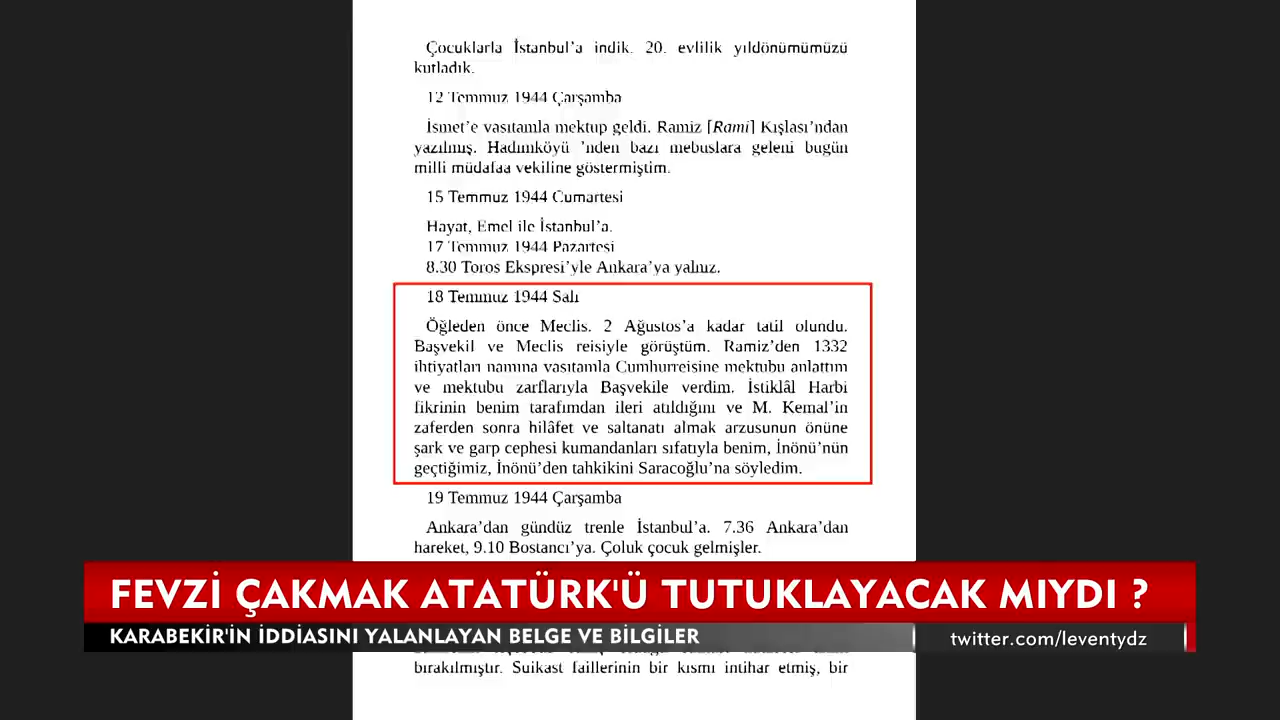 Çocuklarla İstanbul’a indik. 20. evlilik yıldönümümüzü
kutladık.
12 Temmuz 1944 Çarşamba
İsmet’e vasıtamla mektup geldi. Ramiz [Rami] Kışlası’ndan
yazılmış. Hadımköyü ’nden bazı mebuslara geleni bugün
milli müdafaa vekiline göstermiştim.
15 Temmuz 1944 Cumartesi
Hayat, Emel ile İstanbul’a.
17 Temmuz 1944 Pazartesi
8.30 Toros Ekspresi’yle Ankara’ya yalnız.
18 Temmuz 1944 Salı
Öğleden önce Meclis. 2 Ağustos’a kadar tatil olundu.
Başvekil ve Meclis reisiyle görüştüm. Ramiz’den 1332
ihtiyatları namına vasıtamla Cumhurreisine mektubu anlattım
ve mektubu zarflarıyla Başvekile verdim. İstiklâl Harbi
fikrinin benim tarafımdan ileri atıldığını ve M. Kemal’in
zaferden sonra hilâfet ve saltanatı almak arzusunun önüne
şark ve garp cephesi kumandanları sıfatıyla benim, İnönü’nün
geçtiğimiz, İnönü’den tahkikini Saracoğlu’na söyledim.
19 Temmuz 1944 Çarşamba
Ankara’dan gündüz trenle İstanbul’a. 7.36 Ankara’dan
hareket, 9.10 Bostancı’ya. Çoluk çocuk gelmişler.
FEVZİ ÇAKMAK ATATÜRK'Ü TUTUKLAYACAK MIYDI ?
KARABEKİR'İN İDDİASINI YALANLAYAN BELGE VE BİLGİLER
twitter.com/leventydz
bırakılmıştır. Suikast faillerinin bir kısmı intihar etmiş, bir